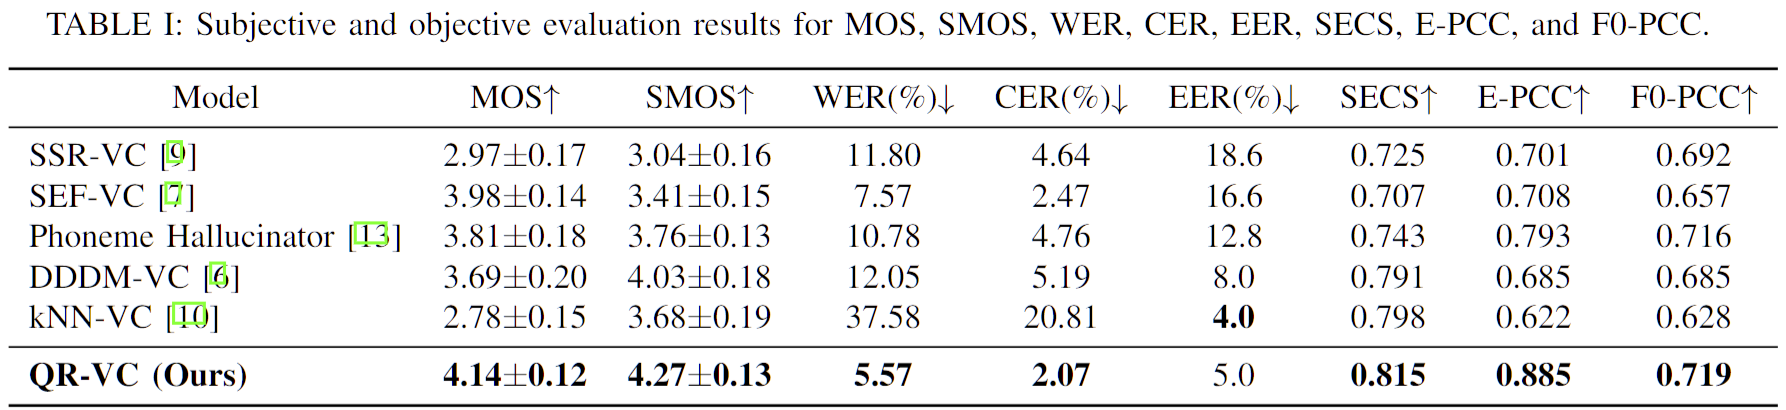 TABLE I: Subjective and objective evaluation results for MOS, SMOS, WER, CER, EER, SECS, E-PCC, and F0-PCC.
Model MOS↑ SMOS↑ WER(%)↓ CER(%)↓ EER(%)↓ SECS↑ E-PCC↑ F0-PCC↑
SSR-VC [9] 2.97±0.17 3.04±0.16 11.80 4.64 18.6 0.725 0.701 0.692
SEF-VC [7] 3.98±0.14 3.41±0.15 7.57 2.47 16.6 0.707 0.708 0.657
Phoneme Hallucinator [13] 3.81±0.18 3.76±0.13 10.78 4.76 12.8 0.743 0.793 0.716
DDDM-VC [6] 3.69±0.20 4.03±0.18 12.05 5.19 8.0 0.791 0.685 0.685
kNN-VC [10] 2.78±0.15 3.68±0.19 37.58 20.81 4.0 0.798 0.622 0.628
QR-VC (Ours) 4.14±0.12 4.27±0.13 5.57 2.07 5.0 0.815 0.885 0.719